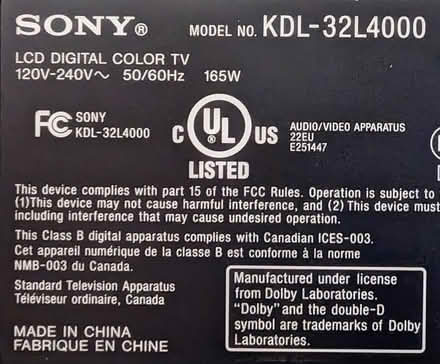 SONY® MODEL NO. KDL-32L4000
LCD DIGITAL COLOR TV
120V-240V~ 50/60Hz 165W
FC SONY
KDL-32L4000
C UL US
®
LISTED
AUDIO/VIDEO APPARATUS
22EU
E251447
This device complies with part 15 of the FCC Rules. Operation is subject to
(1)This device may not cause harmful interference, and (2) This device must
including interference that may cause undesired operation.
This Class B digital apparatus complies with Canadian ICES-003.
Cet appareil numérique de la classe B est conforme à la norme
NMB-003 du Canada.
Standard Television Apparatus
Téléviseur ordinaire, Canada
Manufactured under license
from Dolby Laboratories.
"Dolby" and the double-D
symbol are trademarks of Dolby
Laboratories.
MADE IN CHINA
FABRIQUÉ EN CHINE